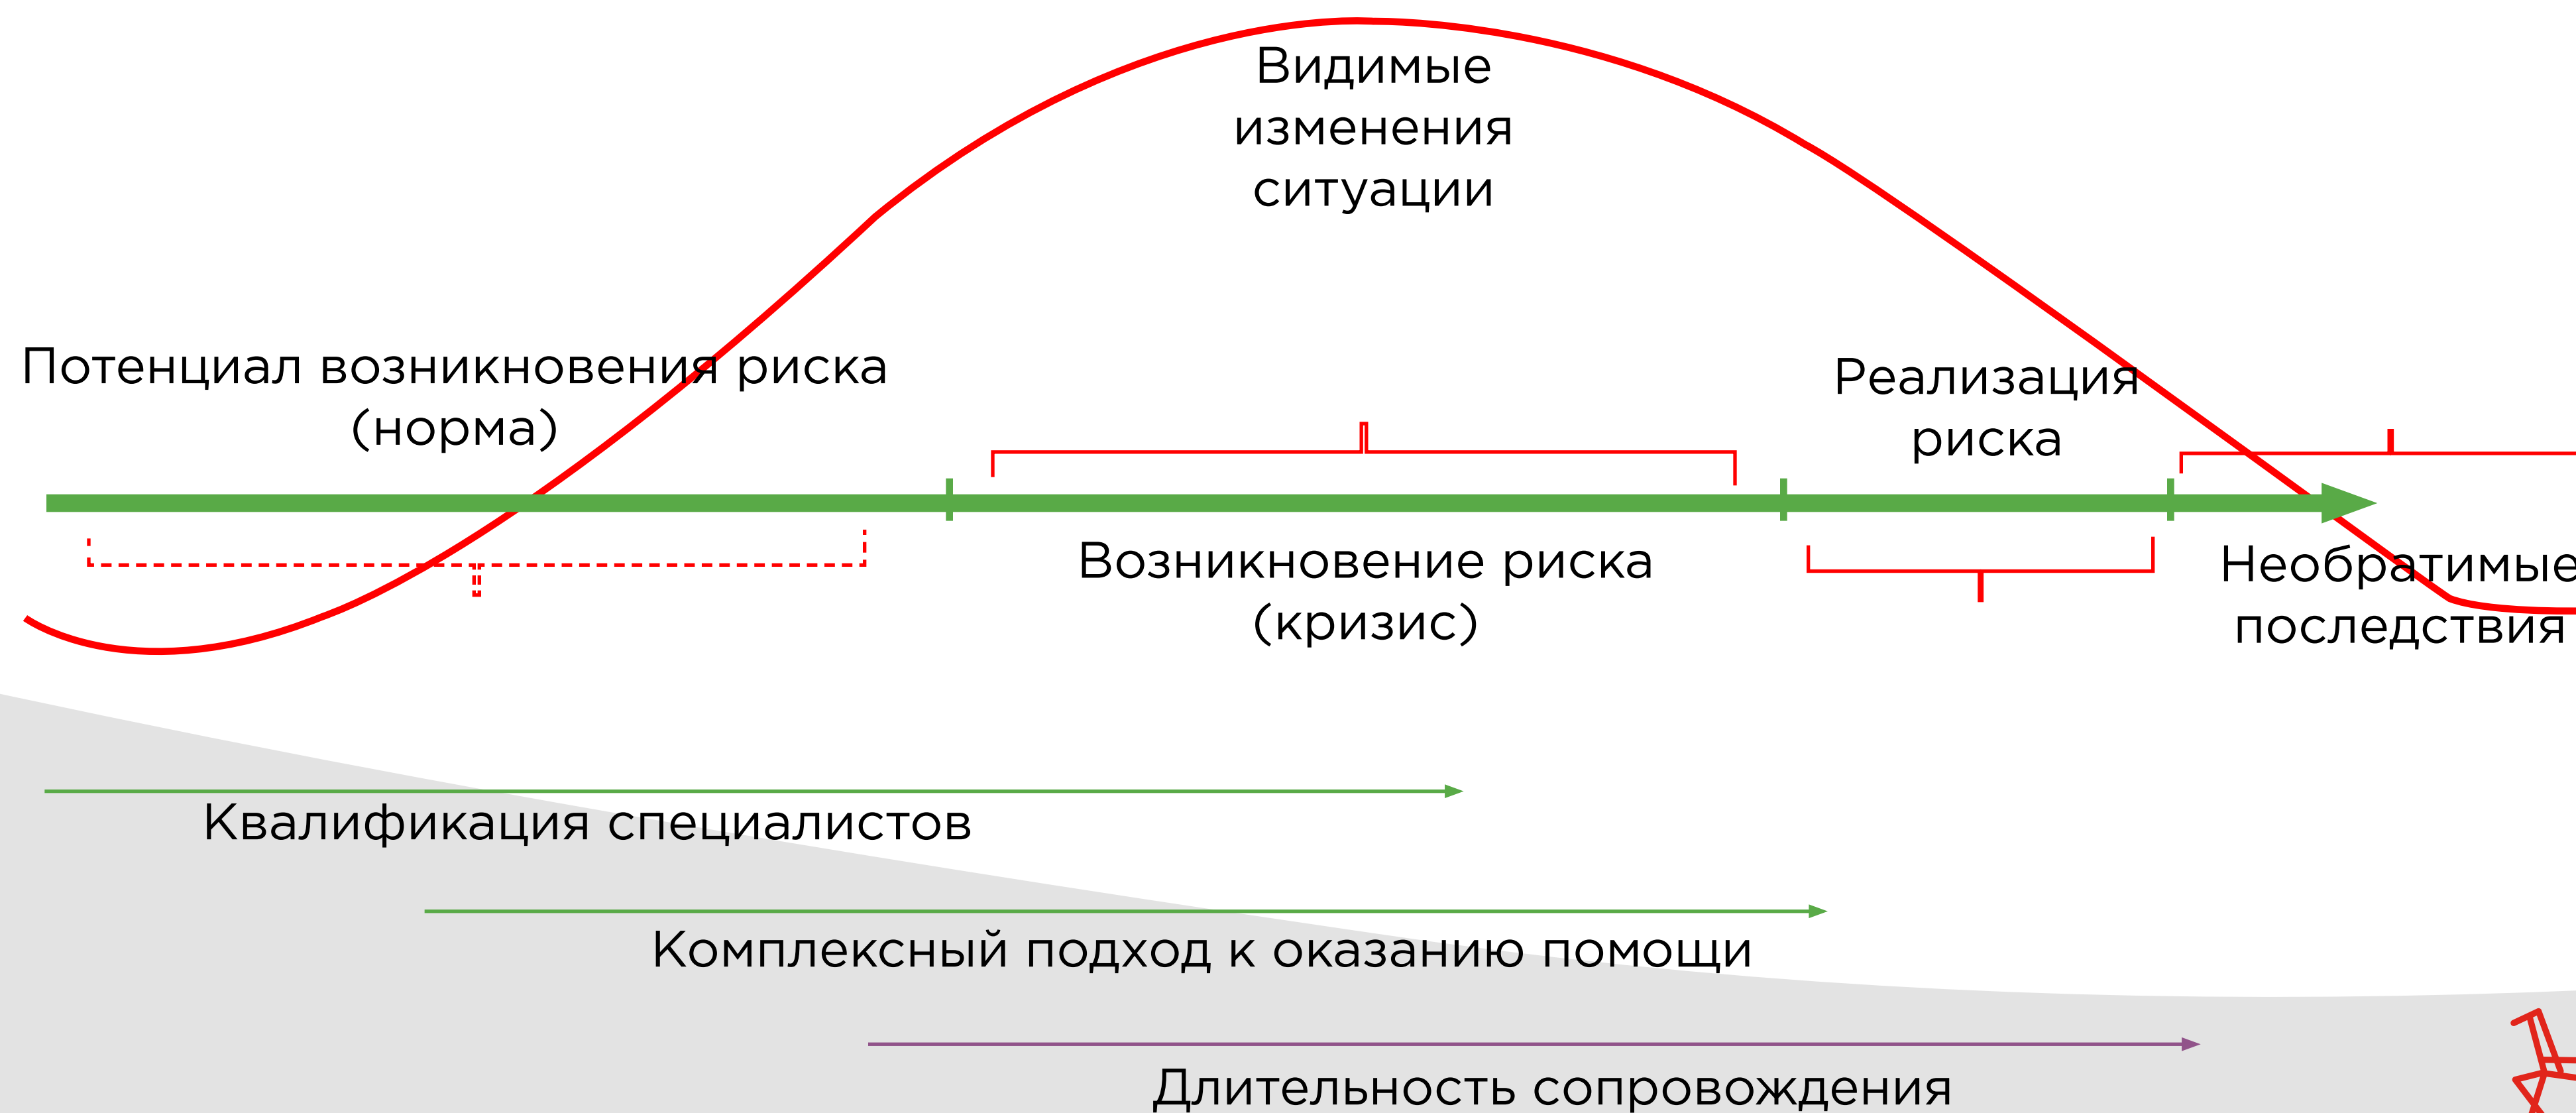 Видимые
изменения
ситуации
Потенциал возникновения риска
(норма)
Реализация
риска
Возникновение риска
(кризис)
Необратимые
последствия
Квалификация специалистов
Комплексный подход к оказанию помощи
Длительность сопровождения